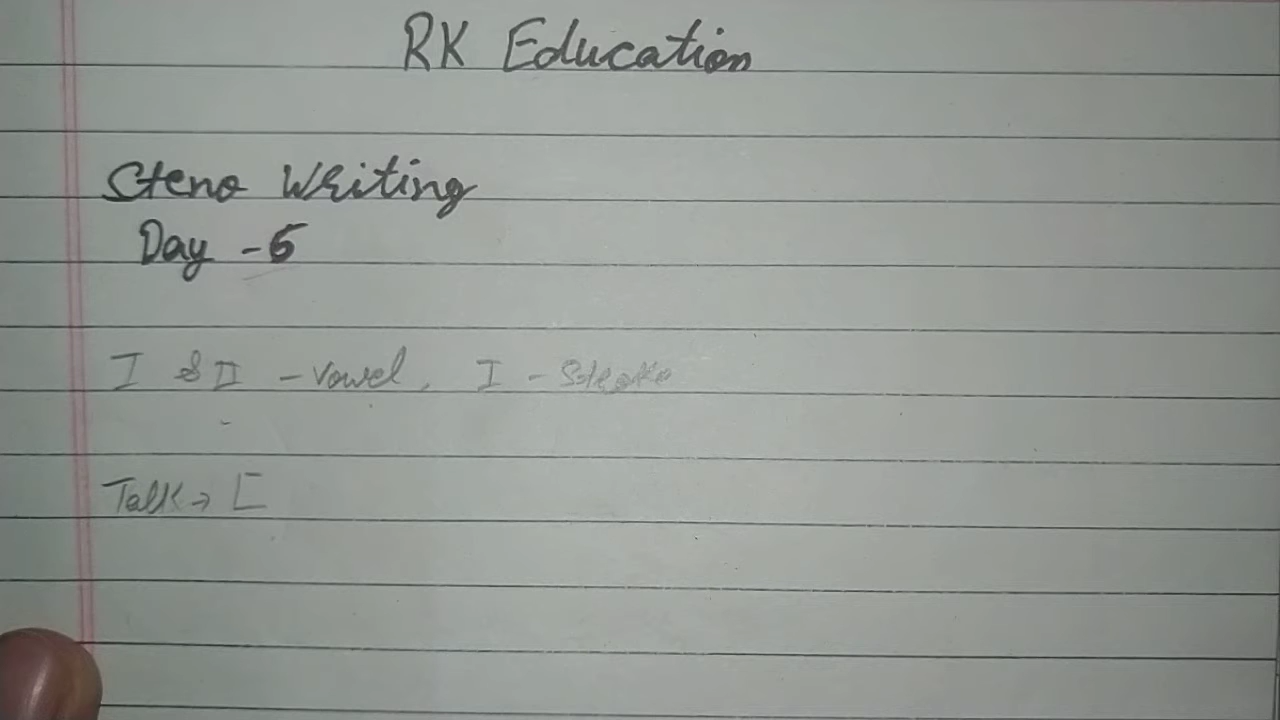 RK Education
Steno Writing
Day - 5
I & II - Vowel, I - Stroke
Talk →